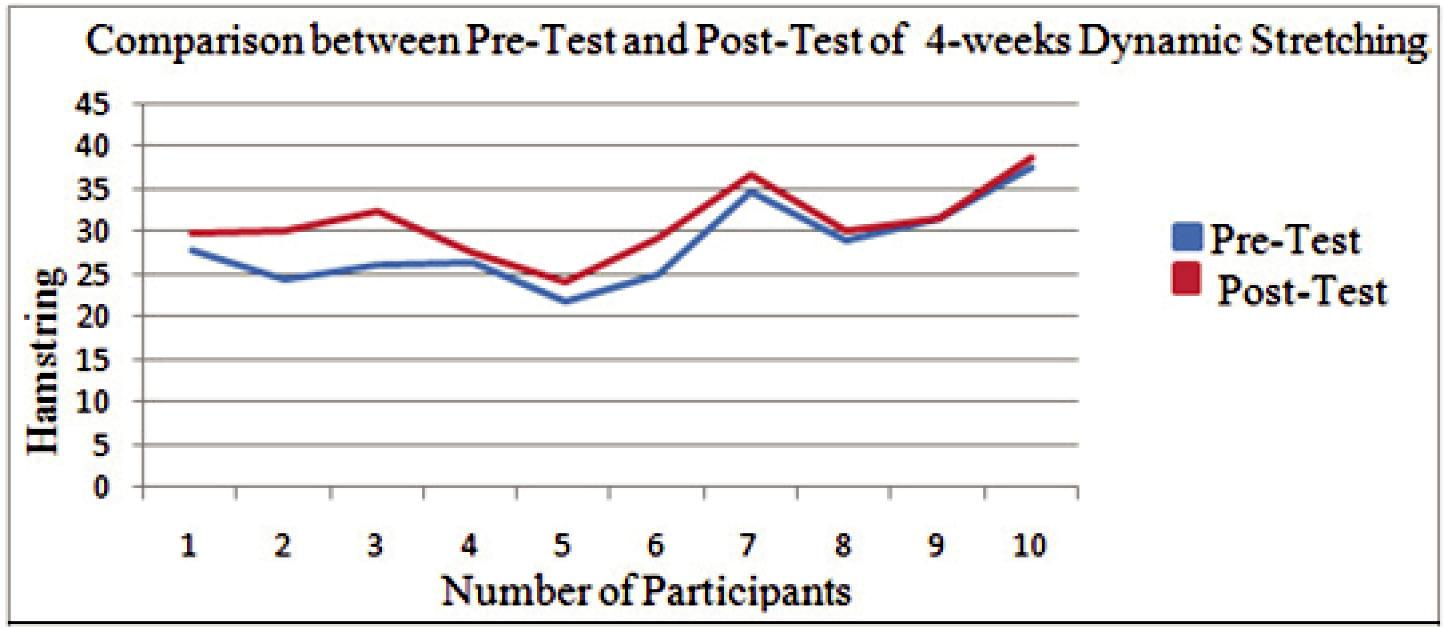 Comparison between Pre-Test and Post-Test of 4-weeks Dynamic Stretching
45
40
35
30
25
20
15
10
5
0
Hamstring
1 2 3 4 5 6 7 8 9 10
Number of Participants
Pre-Test
Post-Test